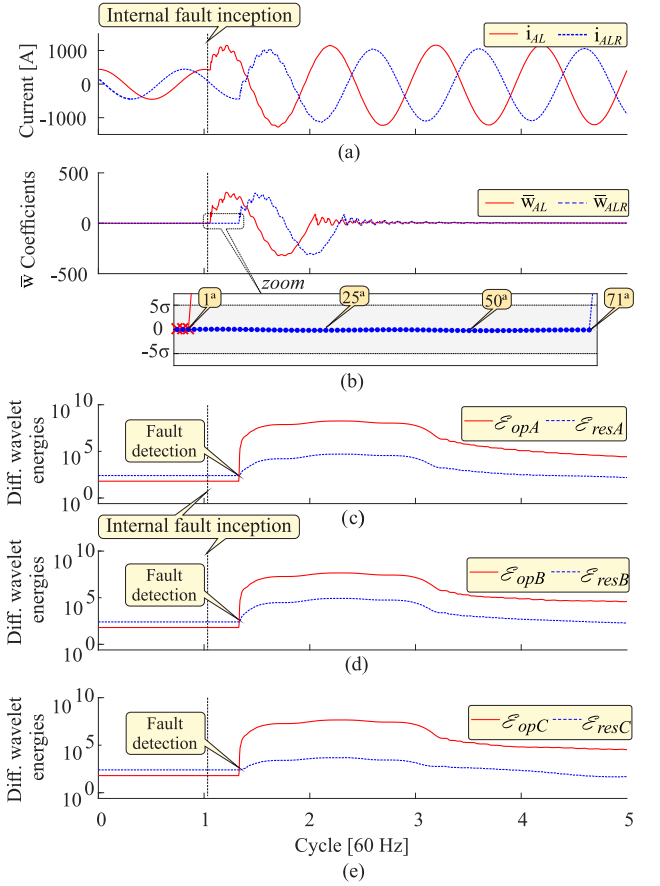 Internal fault inception
i_AL i_ALR
Current [A]
1000
0
-1000
(a)
w̅ Coefficients
500
0
-500
w̅_AL w̅_ALR
zoom
5σ
0
-5σ
1ª
25ª
50ª
71ª
(b)
Diff. wavelet
energies
10^10
10^5
10^0
Fault
detection
ℰ_opA ℰ_resA
(c)
Internal fault inception
Diff. wavelet
energies
10^10
10^5
10^0
Fault
detection
ℰ_opB ℰ_resB
(d)
Diff. wavelet
energies
10^10
10^5
10^0
Fault
detection
ℰ_opC ℰ_resC
0 1 2 3 4 5
Cycle [60 Hz]
(e)